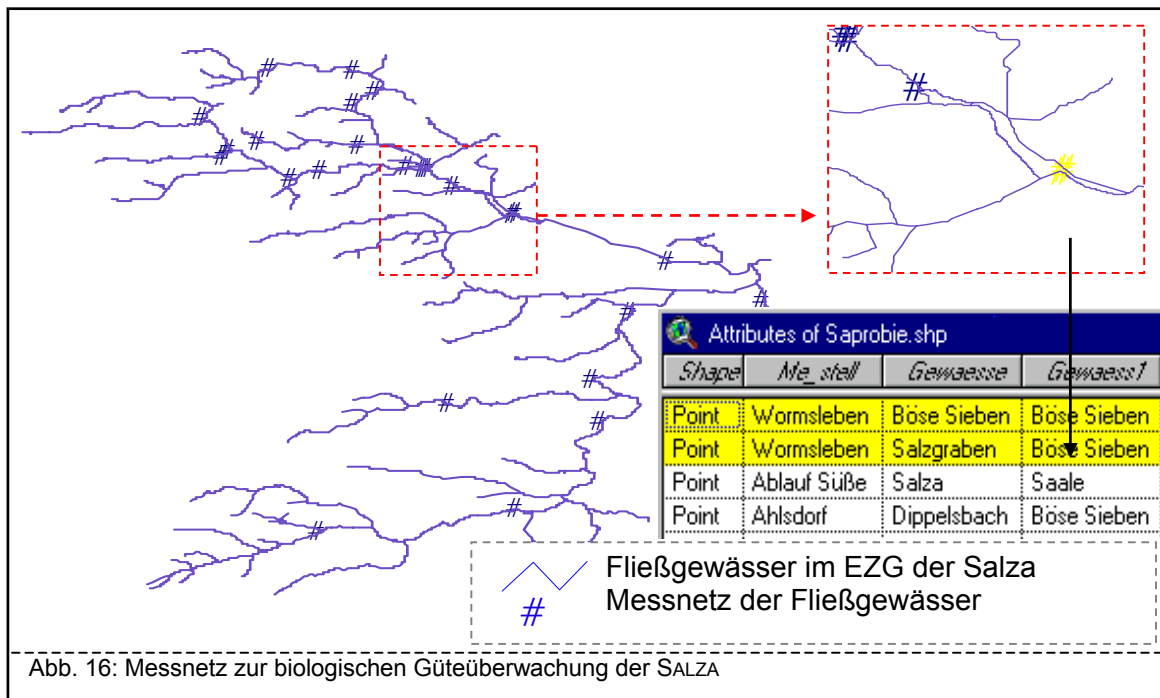 Attributes of Saprobie.shp
Shape Me_stell Gewaesse Gewaess1
Point Wormsleben Böse Sieben Böse Sieben
Point Wormsleben Salzgraben Böse Sieben
Point Ablauf Süße Salza Saale
Point Ahlsdorf Dippelsbach Böse Sieben
Fließgewässer im EZG der Salza
# Messnetz der Fließgewässer
Abb. 16: Messnetz zur biologischen Güteüberwachung der SALZA